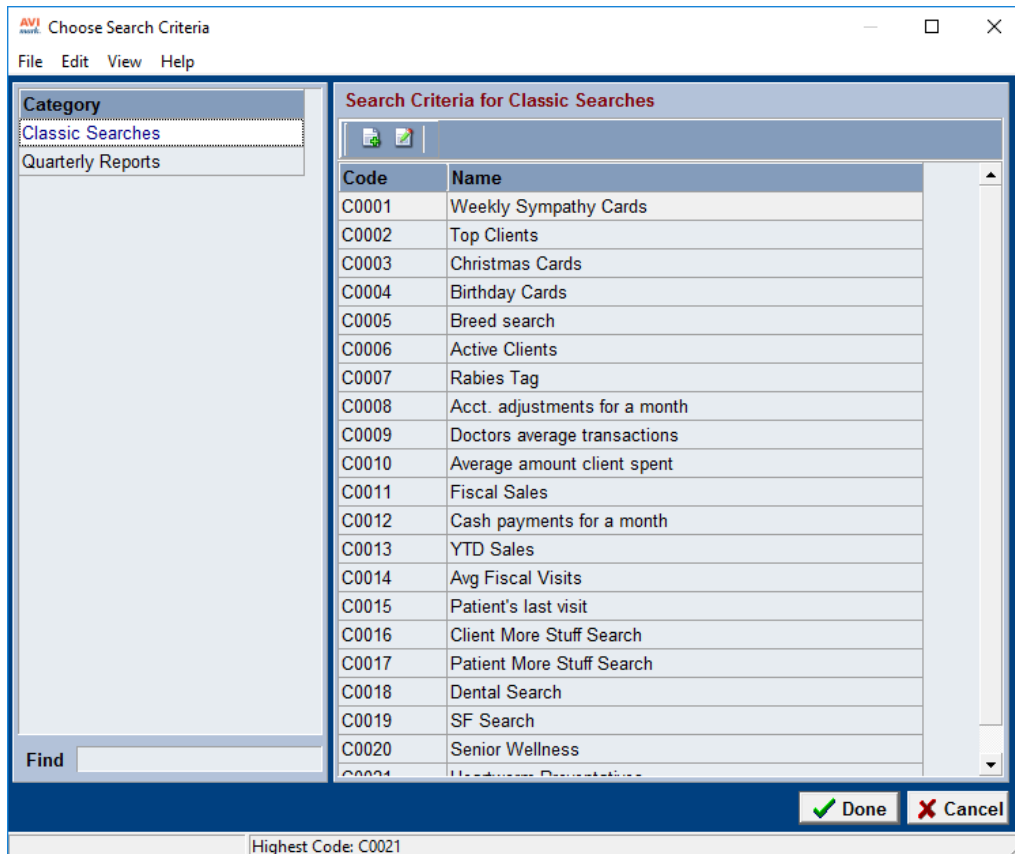 AVI mark. Choose Search Criteria
File Edit View Help
Category
Classic Searches
Quarterly Reports
Find
Search Criteria for Classic Searches
Code Name
C0001 Weekly Sympathy Cards
C0002 Top Clients
C0003 Christmas Cards
C0004 Birthday Cards
C0005 Breed search
C0006 Active Clients
C0007 Rabies Tag
C0008 Acct. adjustments for a month
C0009 Doctors average transactions
C0010 Average amount client spent
C0011 Fiscal Sales
C0012 Cash payments for a month
C0013 YTD Sales
C0014 Avg Fiscal Visits
C0015 Patient's last visit
C0016 Client More Stuff Search
C0017 Patient More Stuff Search
C0018 Dental Search
C0019 SF Search
C0020 Senior Wellness
C0021 Heartworm Preventatives
Done Cancel
Highest Code: C0021